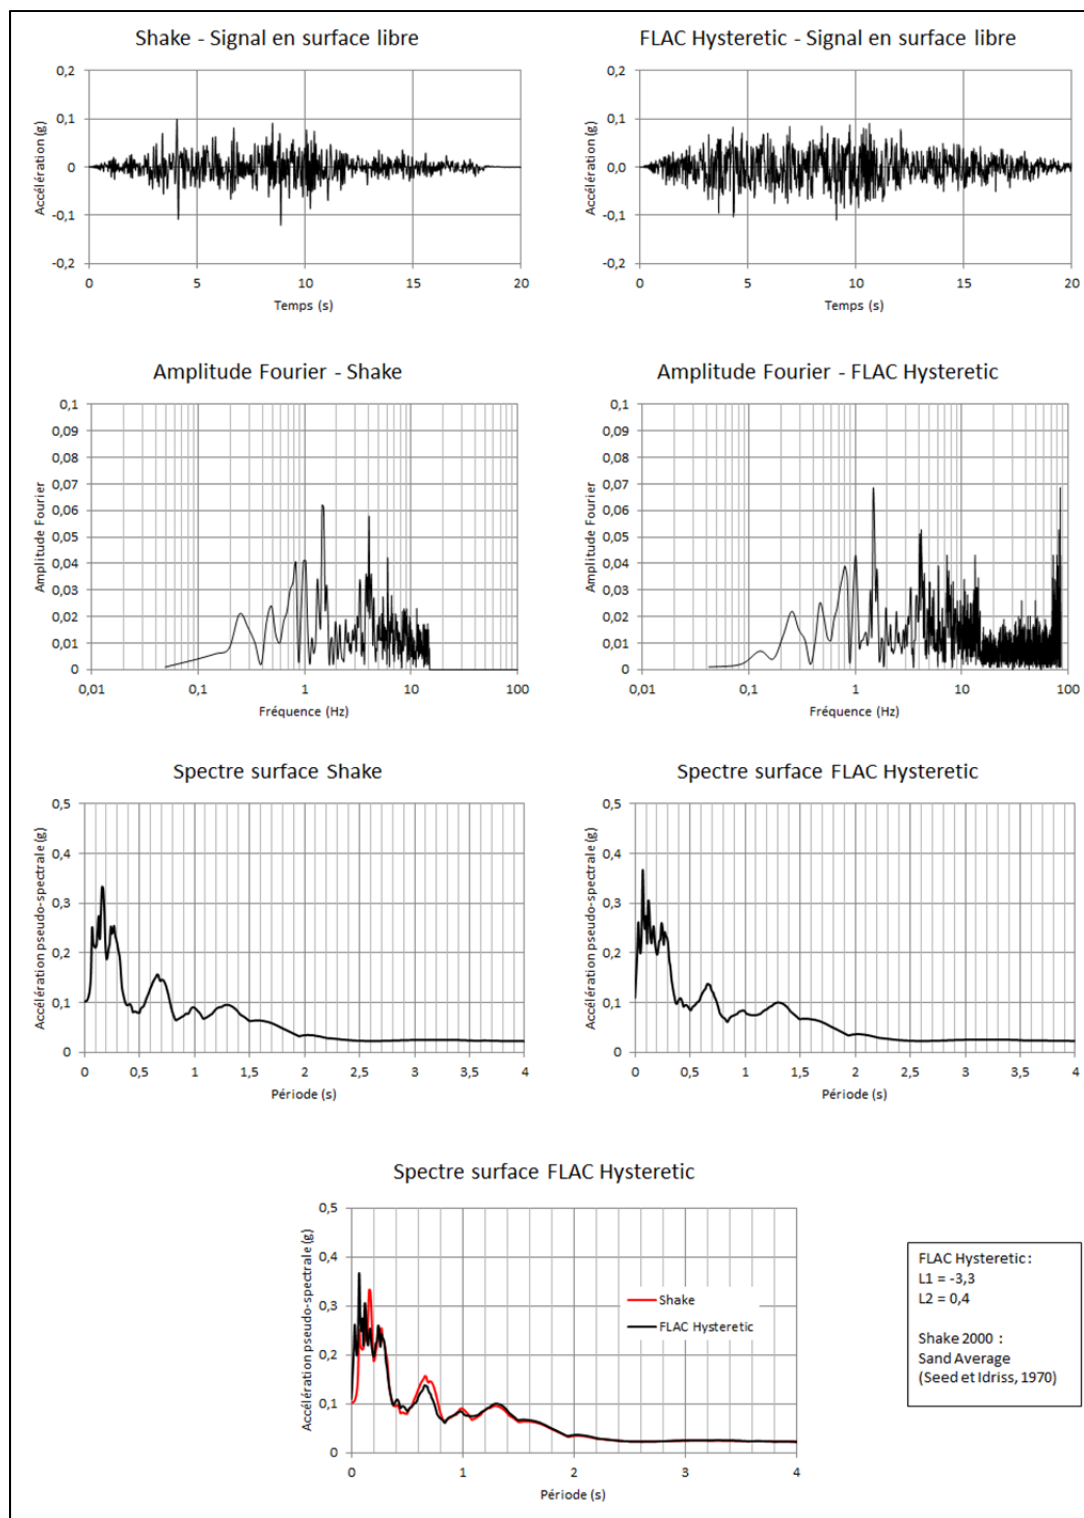 Shake - Signal en surface libre
Accélération (g)
0,2
0,1
0
-0,1
-0,2
0 5 10 15 20
Temps (s)
FLAC Hysteretic - Signal en surface libre
Accélération (g)
0,2
0,1
0,0
-0,1
-0,2
0 5 10 15 20
Temps (s)
Amplitude Fourier - Shake
Amplitude Fourier
0,1
0,09
0,08
0,07
0,06
0,05
0,04
0,03
0,02
0,01
0
0,01 0,1 1 10 100
Fréquence (Hz)
Amplitude Fourier - FLAC Hysteretic
Amplitude Fourier
0,1
0,09
0,08
0,07
0,06
0,05
0,04
0,03
0,02
0,01
0
0,01 0,1 1 10 100
Fréquence (Hz)
Spectre surface Shake
Accélération pseudo-spectrale (g)
0,5
0,4
0,3
0,2
0,1
0
0 0,5 1 1,5 2 2,5 3 3,5 4
Période (s)
Spectre surface FLAC Hysteretic
Accélération pseudo-spectrale (g)
0,5
0,4
0,3
0,2
0,1
0
0 0,5 1 1,5 2 2,5 3 3,5 4
Période (s)
Spectre surface FLAC Hysteretic
Accélération pseudo-spectrale (g)
0,5
0,4
0,3
0,2
0,1
0
0 1 2 3 4
Période (s)
Shake
FLAC Hysteretic
FLAC Hysteretic :
L1 = -3,3
L2 = 0,4
Shake 2000 :
Sand Average
(Seed et Idriss, 1970)